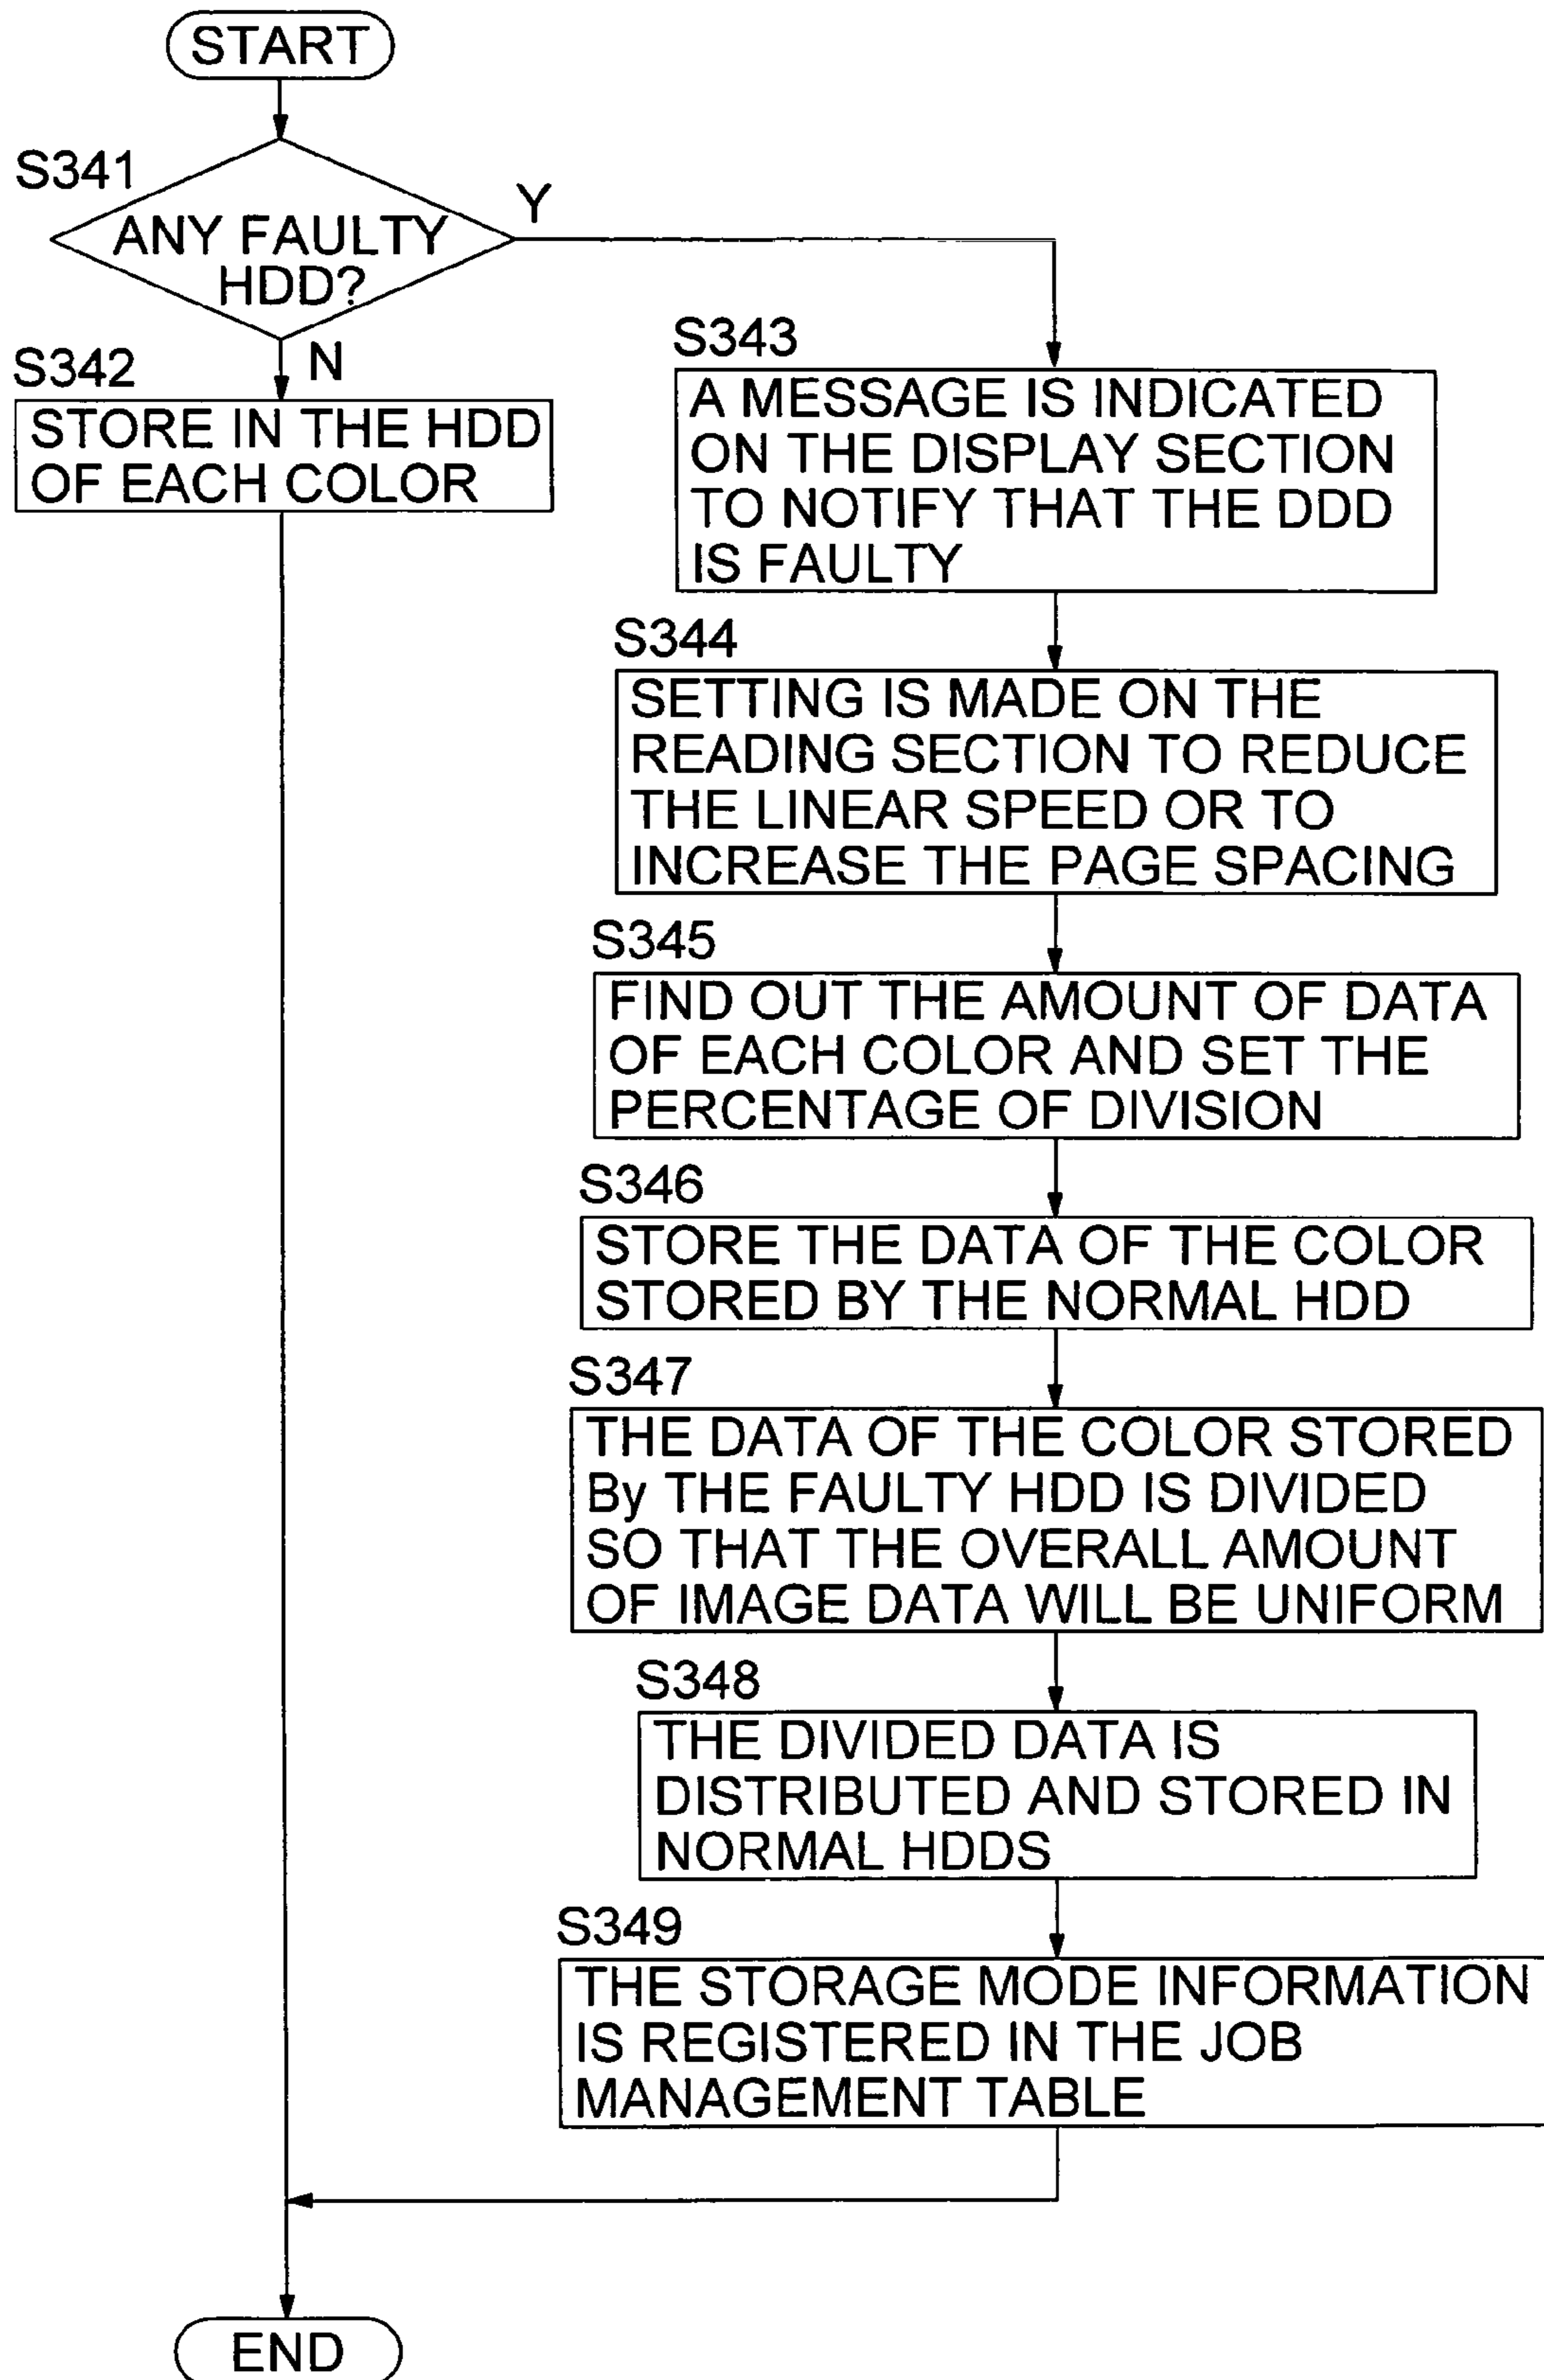 START
S341
ANY FAULTY
HDD?
Y
N
S342
STORE IN THE HDD
OF EACH COLOR
S343
A MESSAGE IS INDICATED
ON THE DISPLAY SECTION
TO NOTIFY THAT THE DDD
IS FAULTY
S344
SETTING IS MADE ON THE
READING SECTION TO REDUCE
THE LINEAR SPEED OR TO
INCREASE THE PAGE SPACING
S345
FIND OUT THE AMOUNT OF DATA
OF EACH COLOR AND SET THE
PERCENTAGE OF DIVISION
S346
STORE THE DATA OF THE COLOR
STORED BY THE NORMAL HDD
S347
THE DATA OF THE COLOR STORED
By THE FAULTY HDD IS DIVIDED
SO THAT THE OVERALL AMOUNT
OF IMAGE DATA WILL BE UNIFORM
S348
THE DIVIDED DATA IS
DISTRIBUTED AND STORED IN
NORMAL HDDS
S349
THE STORAGE MODE INFORMATION
IS REGISTERED IN THE JOB
MANAGEMENT TABLE
END